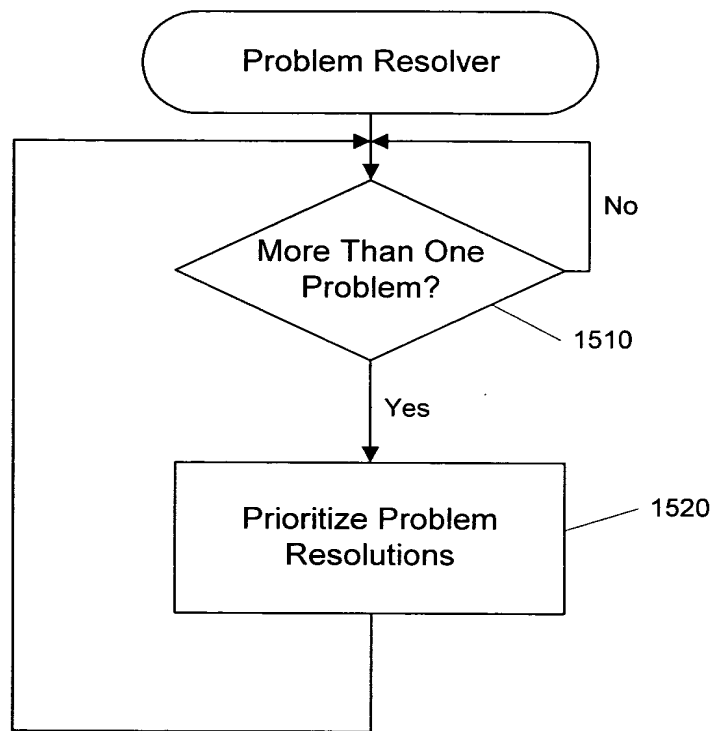 Problem Resolver
No
More Than One
Problem?
1510
Yes
Prioritize Problem
Resolutions
1520